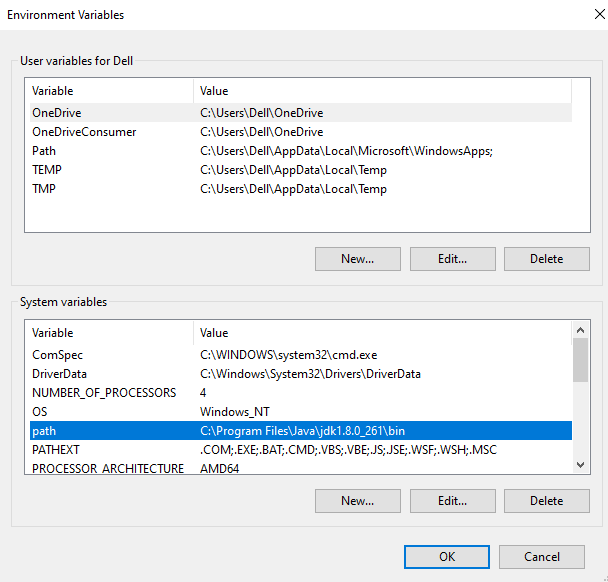 Environment Variables
User variables for Dell
Variable Value
OneDrive C:\Users\Dell\OneDrive
OneDriveConsumer C:\Users\Dell\OneDrive
Path C:\Users\Dell\AppData\Local\Microsoft\WindowsApps;
TEMP C:\Users\Dell\AppData\Local\Temp
TMP C:\Users\Dell\AppData\Local\Temp
New... Edit... Delete
System variables
Variable Value
ComSpec C:\WINDOWS\system32\cmd.exe
DriverData C:\Windows\System32\Drivers\DriverData
NUMBER_OF_PROCESSORS 4
OS Windows_NT
path C:\Program Files\Java\jdk1.8.0_261\bin
PATHEXT .COM;.EXE;.BAT;.CMD;.VBS;.VBE;.JS;.JSE;.WSF;.WSH;.MSC
PROCESSOR_ARCHITECTURE AMD64
New... Edit... Delete
OK Cancel